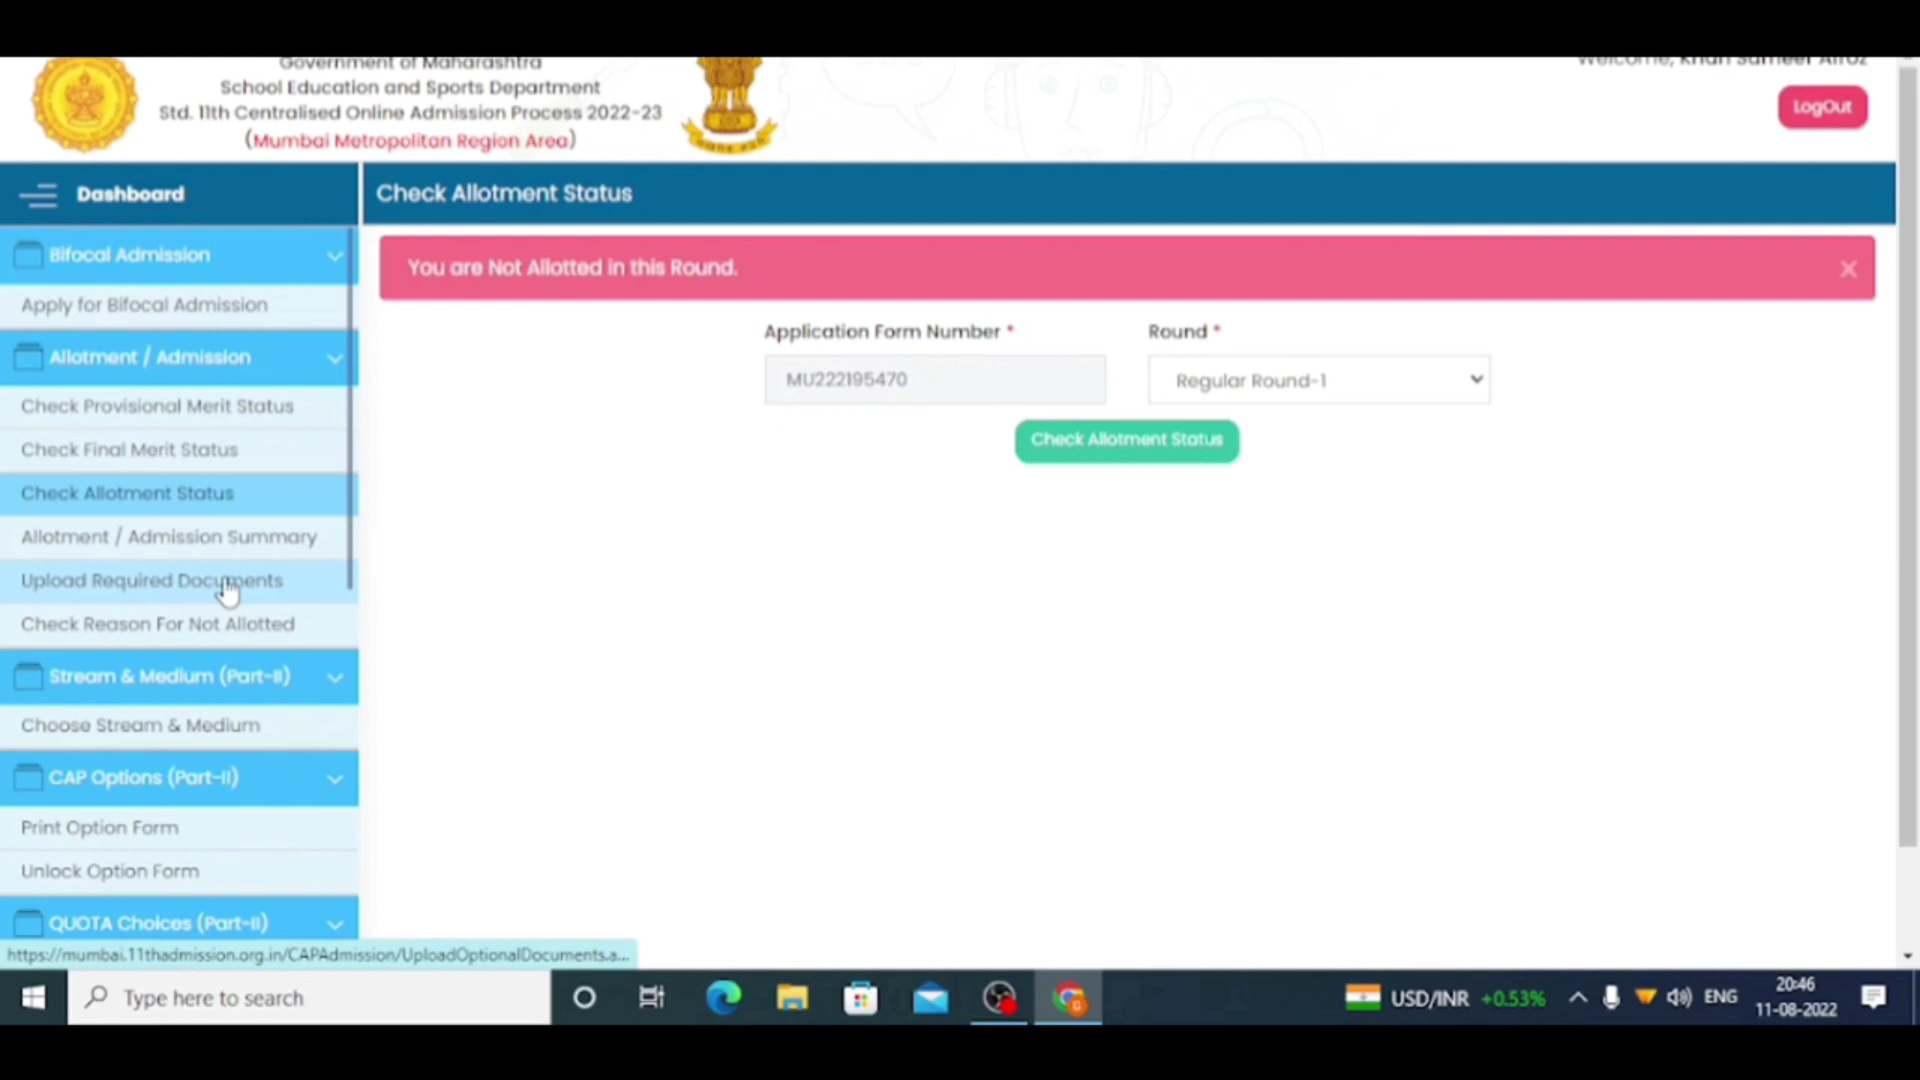 Government of Maharashtra
School Education and Sports Department
Std. 11th Centralised Online Admission Process 2022-23
(Mumbai Metropolitan Region Area)
Welcome, Khan Sameer Afroz
LogOut
Dashboard
Check Allotment Status
Bifocal Admission
Apply for Bifocal Admission
Allotment / Admission
Check Provisional Merit Status
Check Final Merit Status
Check Allotment Status
Allotment / Admission Summary
Upload Required Documents
Check Reason For Not Allotted
Stream & Medium (Part-II)
Choose Stream & Medium
CAP Options (Part-II)
Print Option Form
Unlock Option Form
QUOTA Choices (Part-II)
You are Not Allotted in this Round.
×
Application Form Number *
Round *
MU222195470
Regular Round-1
Check Allotment Status
https://mumbai.11thadmission.org.in/CAPAdmission/UploadOptionalDocuments.a...
Type here to search
USD/INR +0.53%
ENG
20:46
11-08-2022